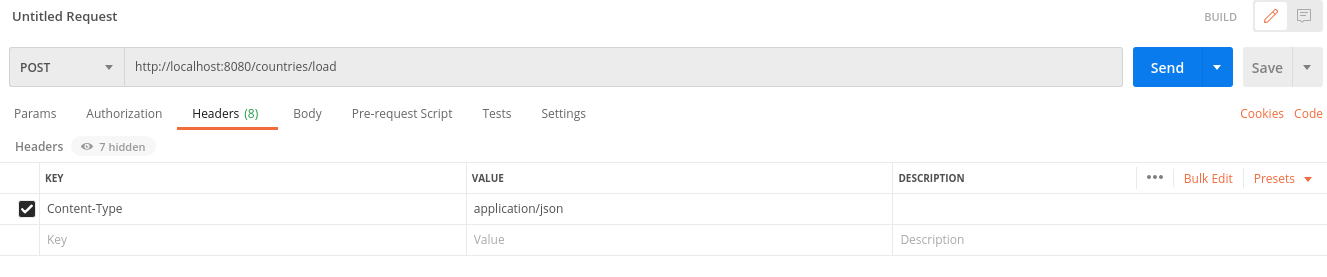 Untitled Request BUILD
POST http://localhost:8080/countries/load Send Save
Params Authorization Headers (8) Body Pre-request Script Tests Settings Cookies Code
Headers 7 hidden
KEY VALUE DESCRIPTION ••• Bulk Edit Presets
Content-Type application/json
Key Value Description